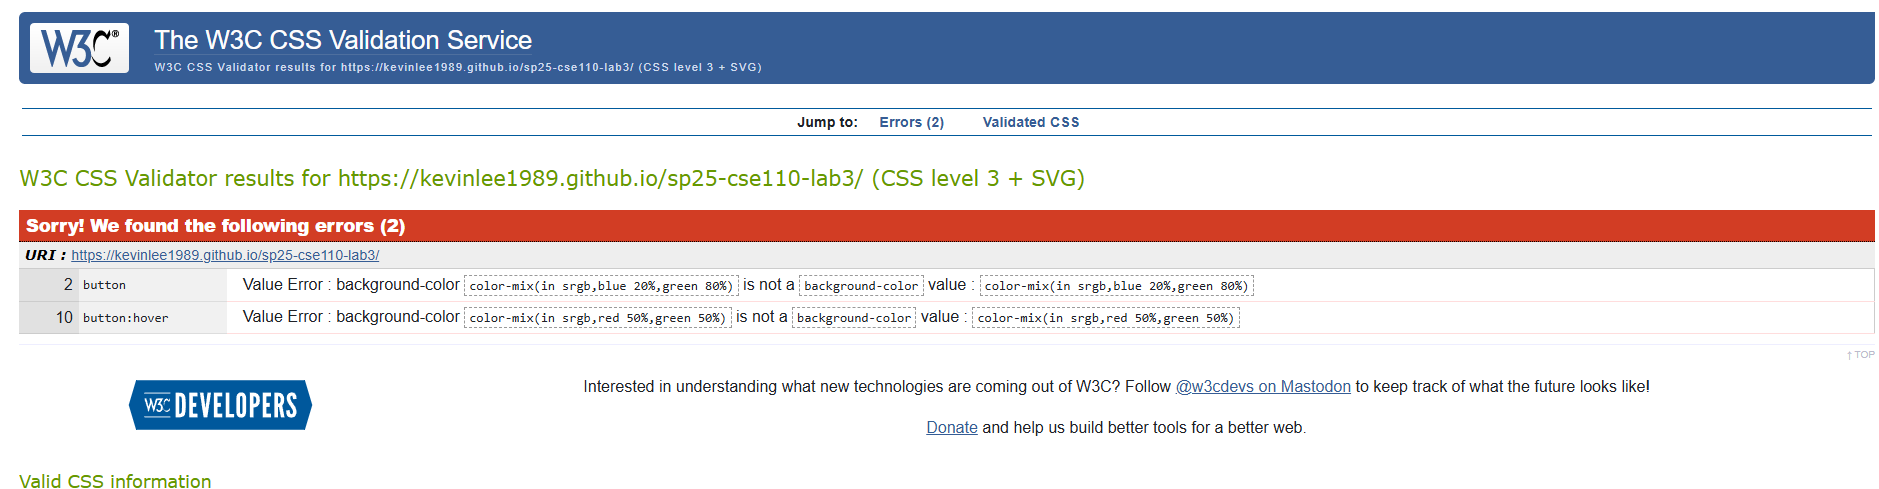 W3C®
The W3C CSS Validation Service
W3C CSS Validator results for https://kevinlee1989.github.io/sp25-cse110-lab3/ (CSS level 3 + SVG)
Jump to: Errors (2) Validated CSS
W3C CSS Validator results for https://kevinlee1989.github.io/sp25-cse110-lab3/ (CSS level 3 + SVG)
Sorry! We found the following errors (2)
URI : https://kevinlee1989.github.io/sp25-cse110-lab3/
2 button Value Error : background-color color-mix(in srgb,blue 20%,green 80%) is not a background-color value : color-mix(in srgb,blue 20%,green 80%)
10 button:hover Value Error : background-color color-mix(in srgb,red 50%,green 50%) is not a background-color value : color-mix(in srgb,red 50%,green 50%)
↑ TOP
W3C DEVELOPERS
Interested in understanding what new technologies are coming out of W3C? Follow @w3cdevs on Mastodon to keep track of what the future looks like!
Donate and help us build better tools for a better web.
Valid CSS information